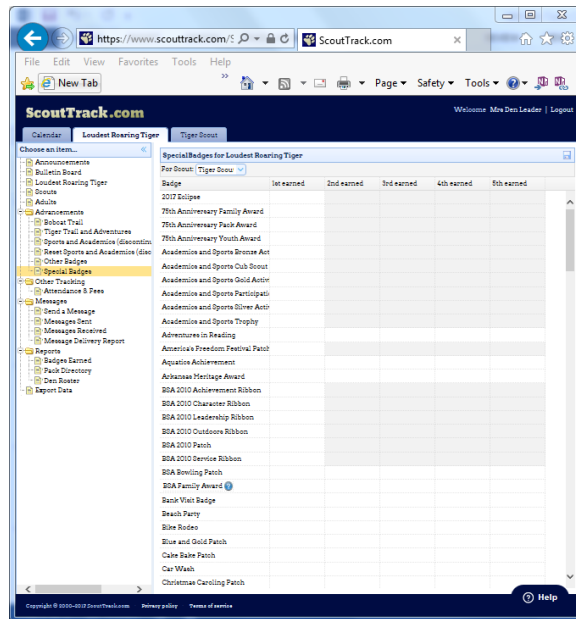 https://www.scouttrack.com/S
ScoutTrack.com
File Edit View Favorites Tools Help
New Tab
Page Safety Tools
ScoutTrack.com
Welcome Mrs Den Leader | Logout
Calendar
Loudest Roaring Tiger
Tiger Scout
Choose an item...
Announcements
Bulletin Board
Loudest Roaring Tiger
Scouts
Adults
Advancements
Bobcat Trail
Tiger Trail and Adventures
Sports and Academics (discontin
Reset Sports and Academics (disc
Other Badges
Special Badges
Other Tracking
Attendance & Fees
Messages
Send a Message
Messages Sent
Messages Received
Message Delivery Report
Reports
Badges Earned
Pack Directory
Den Roster
Export Data
SpecialBadges for Loudest Roaring Tiger
For Scout: Tiger Scout
Badge 1st earned 2nd earned 3rd earned 4th earned 5th earned
2017 Eclipse
75th Anniversary Family Award
75th Anniversary Pack Award
75th Anniversary Youth Award
Academics and Sports Bronze Act
Academics and Sports Cub Scout
Academics and Sports Gold Activ
Academics and Sports Participatio
Academics and Sports Silver Activ
Academics and Sports Trophy
Adventures in Reading
America's Freedom Festival Patch
Aquatics Achievement
Arkansas Heritage Award
BSA 2010 Achievement Ribbon
BSA 2010 Character Ribbon
BSA 2010 Leadership Ribbon
BSA 2010 Outdoors Ribbon
BSA 2010 Patch
BSA 2010 Service Ribbon
BSA Bowling Patch
BSA Family Award
Bank Visit Badge
Beach Party
Bike Rodeo
Blue and Gold Patch
Cake Bake Patch
Car Wash
Christmas Caroling Patch
Help
Copyright © 2000-2017 ScoutTrack.com Privacy policy Terms of service